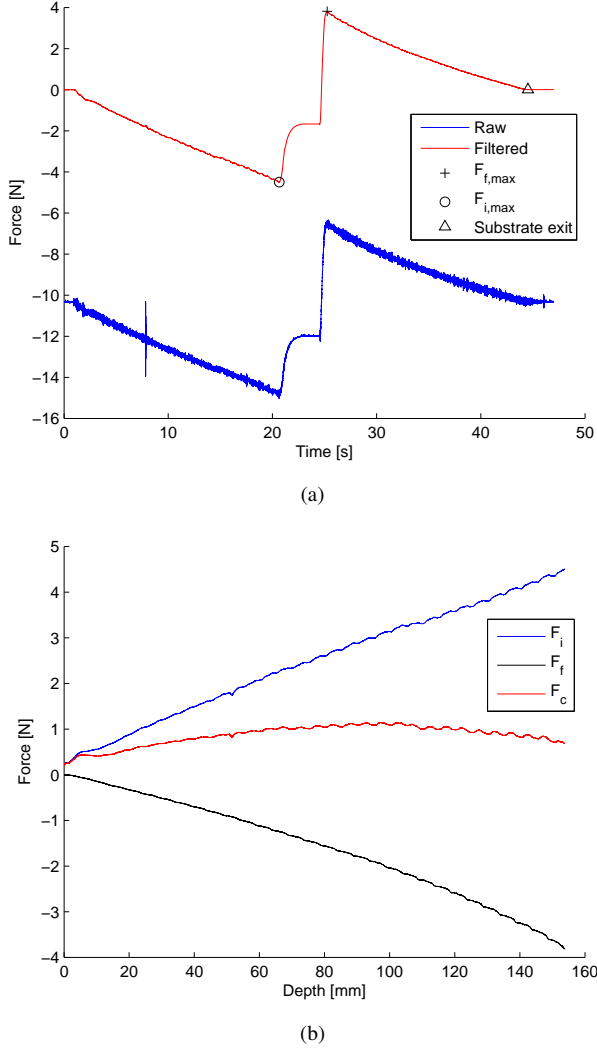 4
2
0
−2
−4
−6
−8
−10
−12
−14
−16
Force [N]
Raw
Filtered
F_{f,max}
F_{i,max}
Substrate exit
0 10 20 30 40 50
Time [s]
(a)
5
4
3
2
1
0
−1
−2
−3
−4
Force [N]
F_i
F_f
F_c
0 20 40 60 80 100 120 140 160
Depth [mm]
(b)